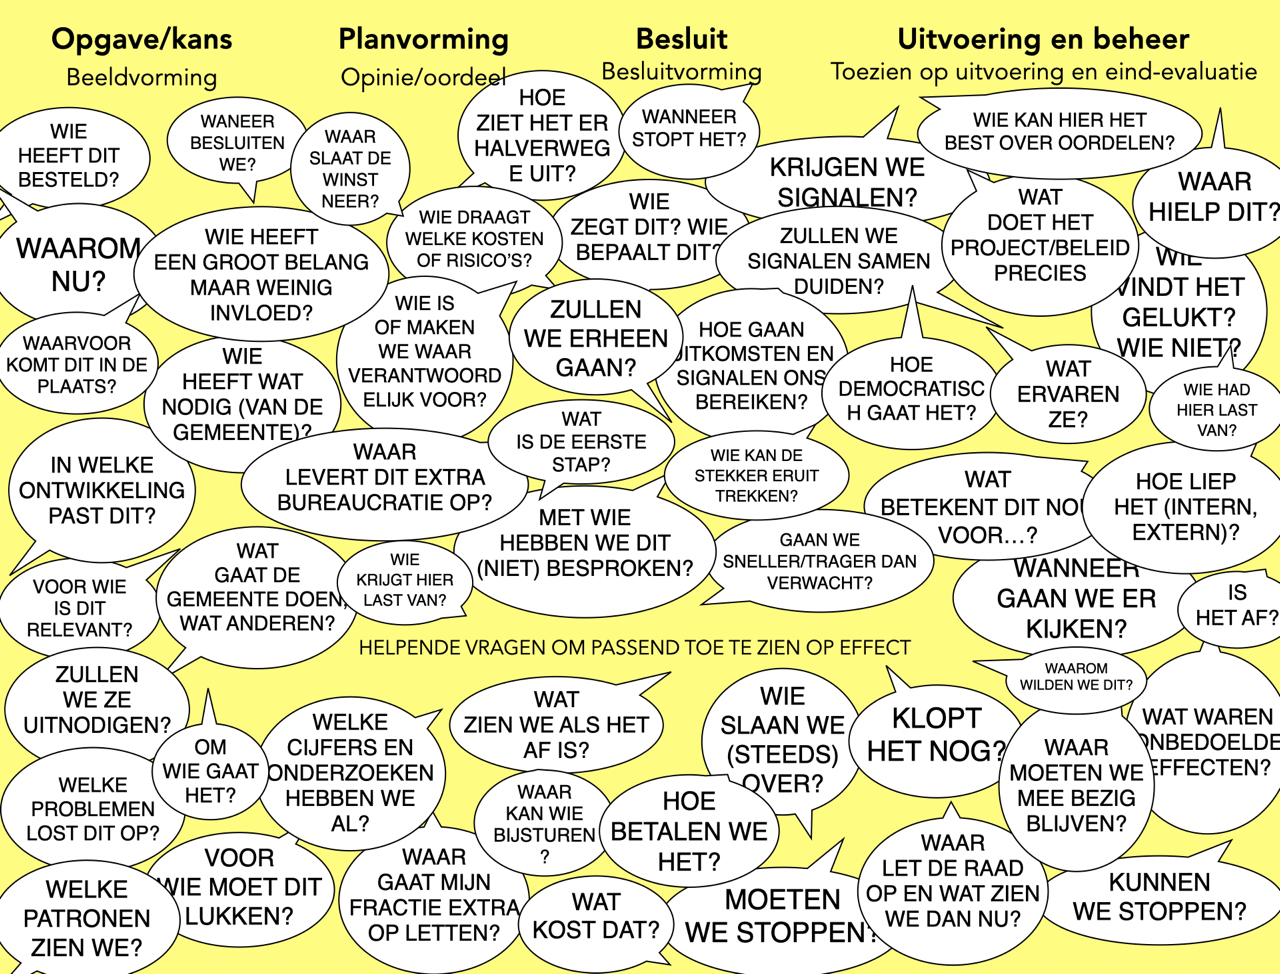 Opgave/kans
Beeldvorming
Planvorming
Opinie/oordeel
Besluit
Besluitvorming
Uitvoering en beheer
Toezien op uitvoering en eind-evaluatie
WIE
HEEFT DIT
BESTELD?
WANEER
BESLUITEN
WE?
WAAR
SLAAT DE
WINST
NEER?
HOE
ZIET HET ER
HALVERWEG
E UIT?
WANNEER
STOPT HET?
KRIJGEN WE
SIGNALEN?
WIE KAN HIER HET
BEST OVER OORDELEN?
WAAR
HIELP DIT?
WAAROM
NU?
WIE HEEFT
EEN GROOT BELANG
MAAR WEINIG
INVLOED?
WIE DRAAGT
WELKE KOSTEN
OF RISICO'S?
WIE
ZEGT DIT? WIE
BEPAALT DIT?
ZULLEN WE
SIGNALEN SAMEN
DUIDEN?
WAT
DOET HET
PROJECT/BELEID
PRECIES
WIE
VINDT HET
GELUKT?
WIE NIET?
WAARVOOR
KOMT DIT IN DE
PLAATS?
WIE
HEEFT WAT
NODIG (VAN DE
GEMEENTE)?
WIE IS
OF MAKEN
WE WAAR
VERANTWOORD
ELIJK VOOR?
ZULLEN
WE ERHEEN
GAAN?
HOE GAAN
UITKOMSTEN EN
SIGNALEN ONS
BEREIKEN?
HOE
DEMOCRATISC
H GAAT HET?
WAT
ERVAREN
ZE?
WIE HAD
HIER LAST
VAN?
IN WELKE
ONTWIKKELING
PAST DIT?
WAAR
LEVERT DIT EXTRA
BUREAUCRATIE OP?
WAT
IS DE EERSTE
STAP?
WIE KAN DE
STEKKER ERUIT
TREKKEN?
WAT
BETEKENT DIT NOU
VOOR...?
HOE LIEP
HET (INTERN,
EXTERN)?
VOOR WIE
IS DIT
RELEVANT?
WAT
GAAT DE
GEMEENTE DOEN,
WAT ANDEREN?
WIE
KRIJGT HIER
LAST VAN?
MET WIE
HEBBEN WE DIT
(NIET) BESPROKEN?
GAAN WE
SNELLER/TRAGER DAN
VERWACHT?
WANNEER
GAAN WE ER
KIJKEN?
IS
HET AF?
HELPENDE VRAGEN OM PASSEND TOE TE ZIEN OP EFFECT
ZULLEN
WE ZE
UITNODIGEN?
OM
WIE GAAT
HET?
WELKE
CIJFERS EN
ONDERZOEKEN
HEBBEN WE
AL?
WAT
ZIEN WE ALS HET
AF IS?
WIE
SLAAN WE
(STEEDS)
OVER?
KLOPT
HET NOG?
WAAROM
WILDEN WE DIT?
WAAR
MOETEN WE
MEE BEZIG
BLIJVEN?
WAT WAREN
ONBEDOELDE
EFFECTEN?
WELKE
PROBLEMEN
LOST DIT OP?
WAAR
KAN WIE
BIJSTUREN
?
HOE
BETALEN WE
HET?
WELKE
PATRONEN
ZIEN WE?
VOOR
WIE MOET DIT
LUKKEN?
WAAR
GAAT MIJN
FRACTIE EXTRA
OP LETTEN?
WAT
KOST DAT?
MOETEN
WE STOPPEN?
WAAR
LET DE RAAD
OP EN WAT ZIEN
WE DAN NU?
KUNNEN
WE STOPPEN?